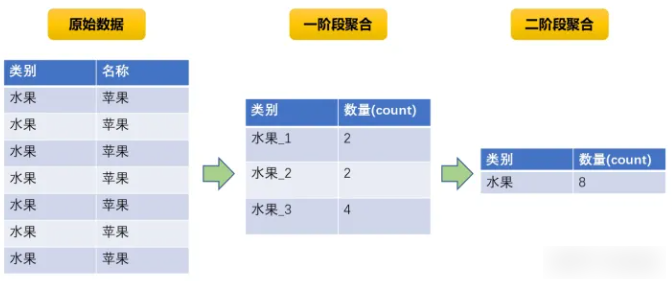 原始数据
一阶段聚合
二阶段聚合
类别 名称
水果 苹果
水果 苹果
水果 苹果
水果 苹果
水果 苹果
水果 苹果
水果 苹果
类别 数量(count)
水果_1 2
水果_2 2
水果_3 4
类别 数量(count)
水果 8